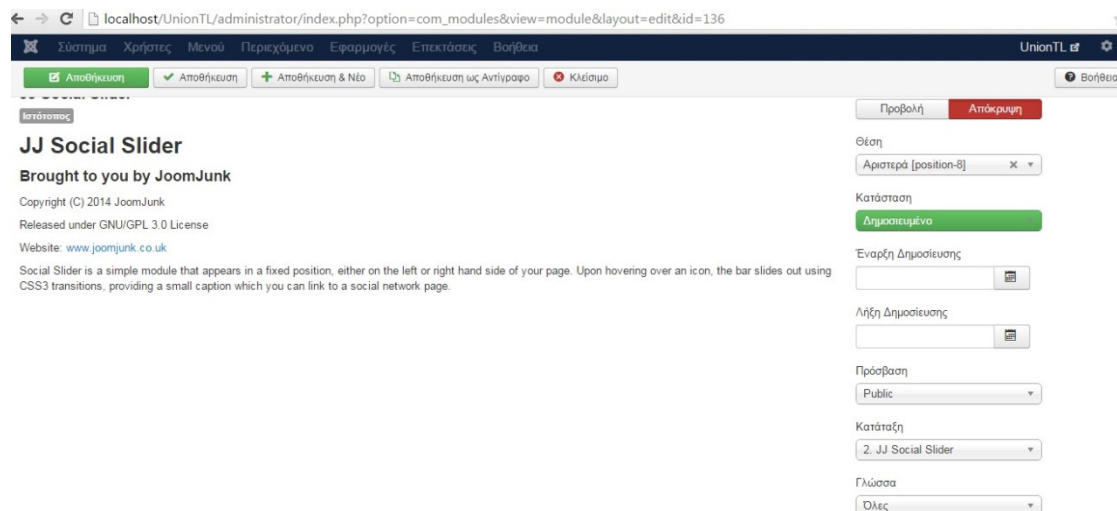 localhost/UnionTL/administrator/index.php?option=com_modules&view=module&layout=edit&id=136
Σύστημα Χρήστες Μενού Περιεχόμενο Εφαρμογές Επεκτάσεις Βοήθεια UnionTL
Αποθήκευση Αποθήκευση Αποθήκευση & Νέο Αποθήκευση ως Αντίγραφο Κλείσιμο Βοήθεια
JJ Social Slider
Ιστότοπος
JJ Social Slider
Brought to you by JoomJunk
Copyright (C) 2014 JoomJunk
Released under GNU/GPL 3.0 License
Website: www.joomjunk.co.uk
Social Slider is a simple module that appears in a fixed position, either on the left or right hand side of your page. Upon hovering over an icon, the bar slides out using
CSS3 transitions, providing a small caption which you can link to a social network page.
Προβολή Απόκρυψη
Θέση
Αριστερά [position-8]
Κατάσταση
Δημοσιευμένο
Έναρξη Δημοσίευσης
Λήξη Δημοσίευσης
Πρόσβαση
Public
Κατάταξη
2. JJ Social Slider
Γλώσσα
Όλες